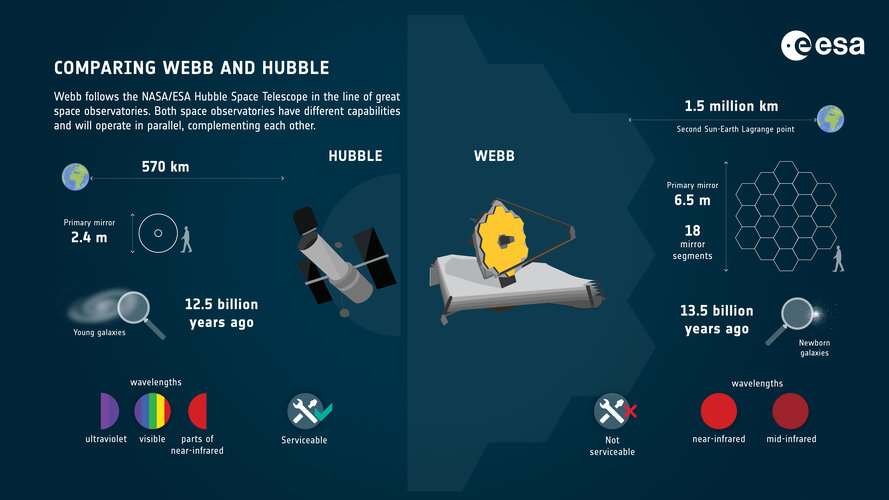 esa
COMPARING WEBB AND HUBBLE
Webb follows the NASA/ESA Hubble Space Telescope in the line of great
space observatories. Both space observatories have different capabilities
and will operate in parallel, complementing each other.
HUBBLE
570 km
Primary mirror
2.4 m
12.5 billion
years ago
Young galaxies
wavelengths
ultraviolet
visible
parts of
near-infrared
Serviceable
WEBB
1.5 million km
Second Sun-Earth Lagrange point
Primary mirror
6.5 m
18
mirror
segments
13.5 billion
years ago
Newborn
galaxies
Not
serviceable
wavelengths
near-infrared
mid-infrared